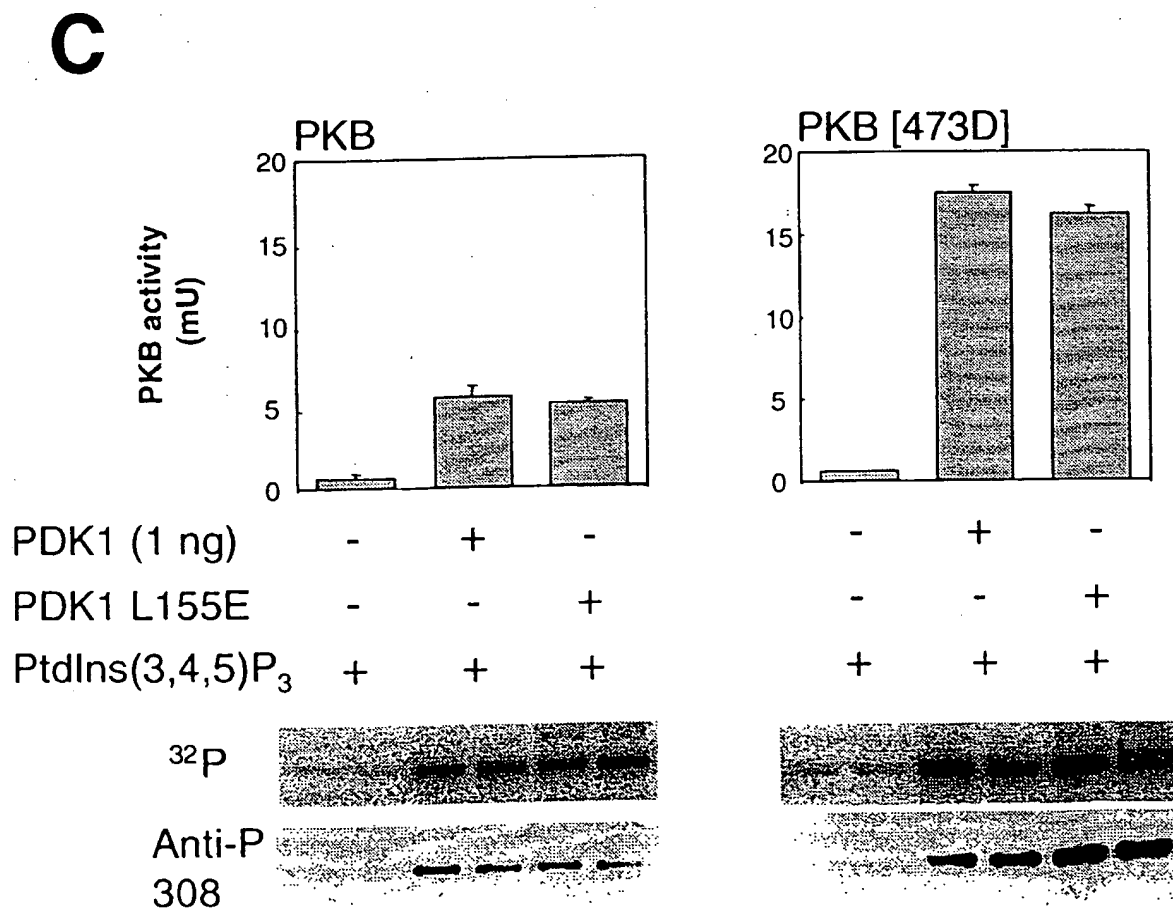 C
PKB
PKB [473D]
PKB activity
(mU)
20
15
10
5
0
20
15
10
5
0
PDK1 (1 ng) - + - - + -
PDK1 L155E - - + - - +
PtdIns(3,4,5)P₃ + + + + + +
³²P
Anti-P
308